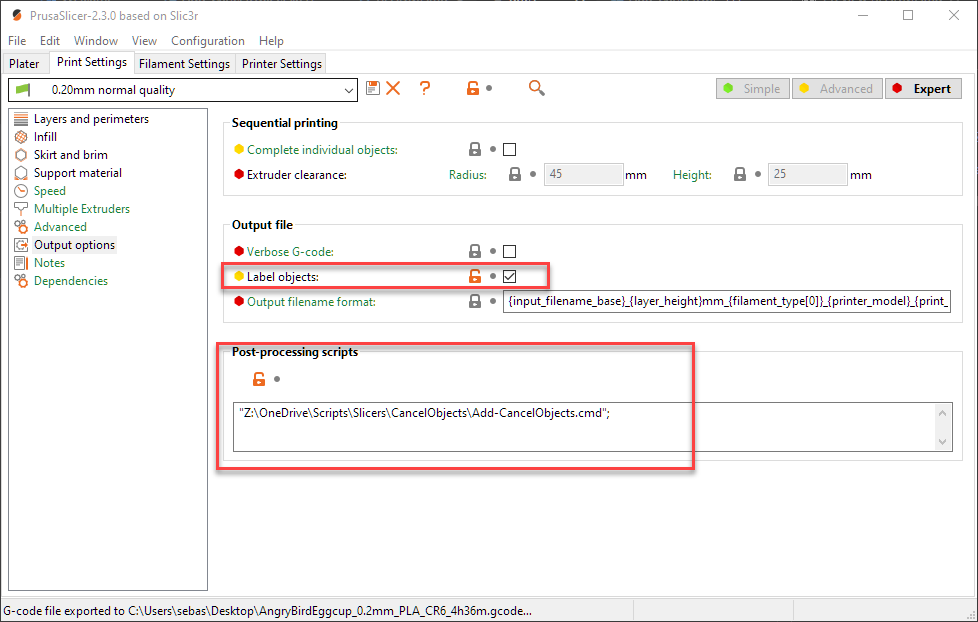 PrusaSlicer-2.3.0 based on Slic3r
File Edit Window View Configuration Help
Plater Print Settings Filament Settings Printer Settings
0.20mm normal quality ? Simple Advanced Expert
Layers and perimeters
Infill
Skirt and brim
Support material
Speed
Multiple Extruders
Advanced
Output options
Notes
Dependencies
Sequential printing
Complete individual objects:
Extruder clearance: Radius: 45 mm Height: 25 mm
Output file
Verbose G-code:
Label objects:
Output filename format: {input_filename_base}_{layer_height}mm_{filament_type[0]}_{printer_model}_{print_
Post-processing scripts
"Z:\OneDrive\Scripts\Slicers\CancelObjects\Add-CancelObjects.cmd";
G-code file exported to C:\Users\sebas\Desktop\AngryBirdEggcup_0.2mm_PLA_CR6_4h36m.gcode...